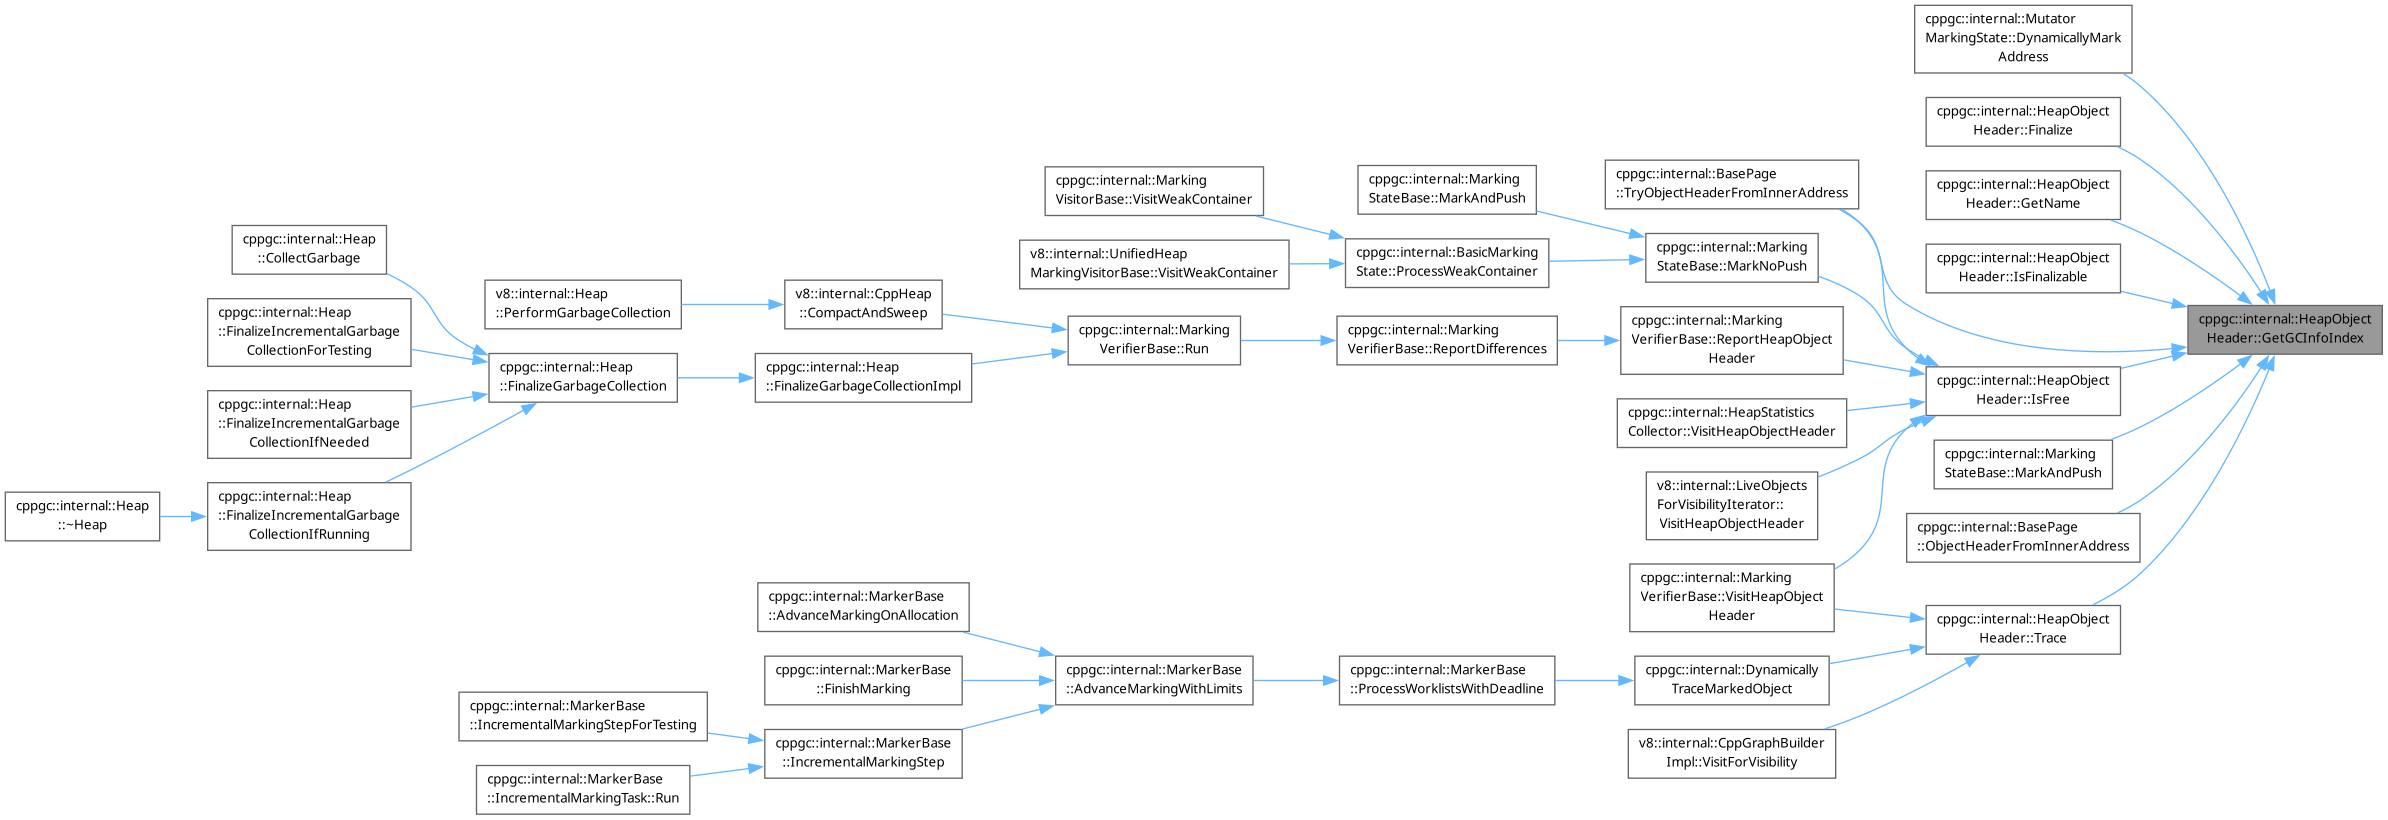 cppgc::internal::Mutator
MarkingState::DynamicallyMark
Address
cppgc::internal::HeapObject
Header::Finalize
cppgc::internal::HeapObject
Header::GetName
cppgc::internal::HeapObject
Header::IsFinalizable
cppgc::internal::HeapObject
Header::GetGCInfoIndex
cppgc::internal::HeapObject
Header::IsFree
cppgc::internal::Marking
StateBase::MarkAndPush
cppgc::internal::BasePage
::ObjectHeaderFromInnerAddress
cppgc::internal::HeapObject
Header::Trace
cppgc::internal::BasePage
::TryObjectHeaderFromInnerAddress
cppgc::internal::Marking
StateBase::MarkNoPush
cppgc::internal::Marking
VerifierBase::ReportHeapObject
Header
cppgc::internal::HeapStatistics
Collector::VisitHeapObjectHeader
v8::internal::LiveObjects
ForVisibilityIterator::
VisitHeapObjectHeader
cppgc::internal::Marking
VerifierBase::VisitHeapObject
Header
cppgc::internal::Dynamically
TraceMarkedObject
v8::internal::CppGraphBuilder
Impl::VisitForVisibility
cppgc::internal::Marking
StateBase::MarkAndPush
cppgc::internal::BasicMarking
State::ProcessWeakContainer
cppgc::internal::Marking
VerifierBase::ReportDifferences
cppgc::internal::MarkerBase
::ProcessWorklistsWithDeadline
cppgc::internal::Marking
VisitorBase::VisitWeakContainer
v8::internal::UnifiedHeap
MarkingVisitorBase::VisitWeakContainer
cppgc::internal::Marking
VerifierBase::Run
cppgc::internal::MarkerBase
::AdvanceMarkingWithLimits
v8::internal::CppHeap
::CompactAndSweep
cppgc::internal::Heap
::FinalizeGarbageCollectionImpl
cppgc::internal::MarkerBase
::AdvanceMarkingOnAllocation
cppgc::internal::MarkerBase
::FinishMarking
cppgc::internal::MarkerBase
::IncrementalMarkingStep
v8::internal::Heap
::PerformGarbageCollection
cppgc::internal::Heap
::FinalizeGarbageCollection
cppgc::internal::MarkerBase
::IncrementalMarkingStepForTesting
cppgc::internal::MarkerBase
::IncrementalMarkingTask::Run
cppgc::internal::Heap
::CollectGarbage
cppgc::internal::Heap
::FinalizeIncrementalGarbage
CollectionForTesting
cppgc::internal::Heap
::FinalizeIncrementalGarbage
CollectionIfNeeded
cppgc::internal::Heap
::FinalizeIncrementalGarbage
CollectionIfRunning
cppgc::internal::Heap
::~Heap